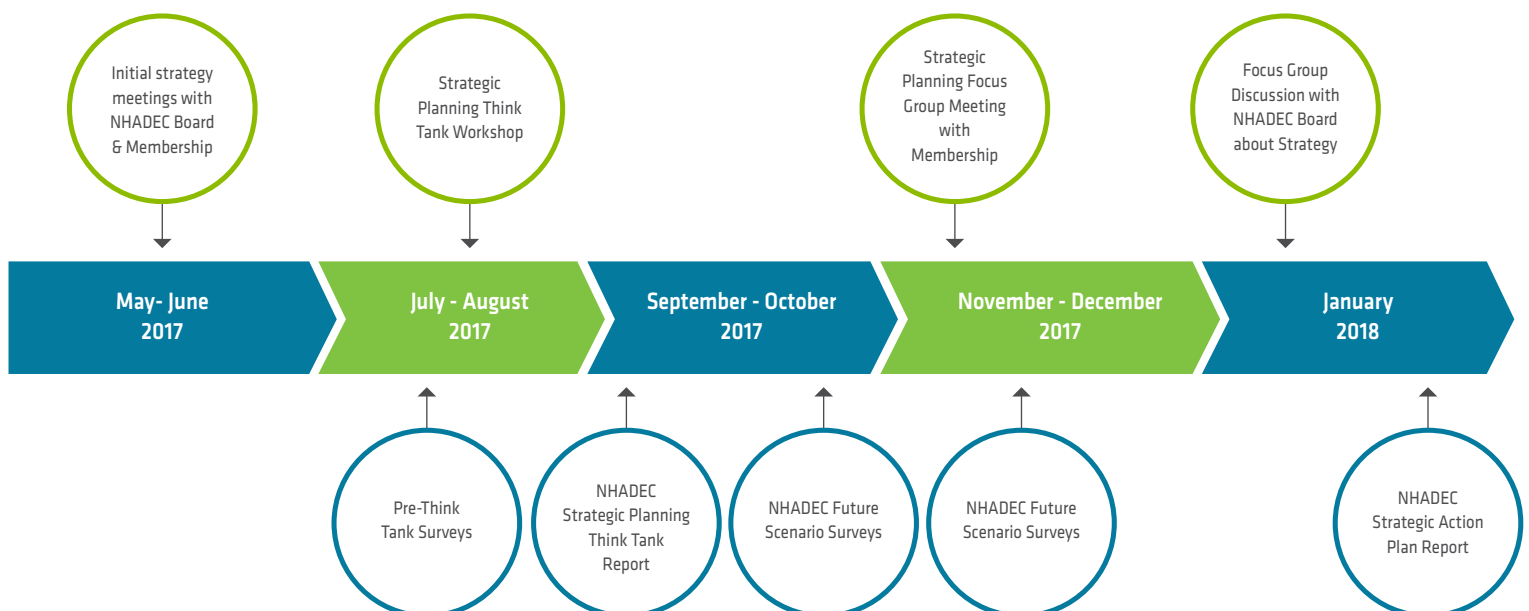 Initial strategy
meetings with
NHADEC Board
& Membership
Strategic
Planning Think
Tank Workshop
Strategic
Planning Focus
Group Meeting
with
Membership
Focus Group
Discussion with
NHADEC Board
about Strategy
May- June
2017
July - August
2017
September - October
2017
November - December
2017
January
2018
Pre-Think
Tank Surveys
NHADEC
Strategic Planning
Think Tank
Report
NHADEC Future
Scenario Surveys
NHADEC Future
Scenario Surveys
NHADEC
Strategic Action
Plan Report